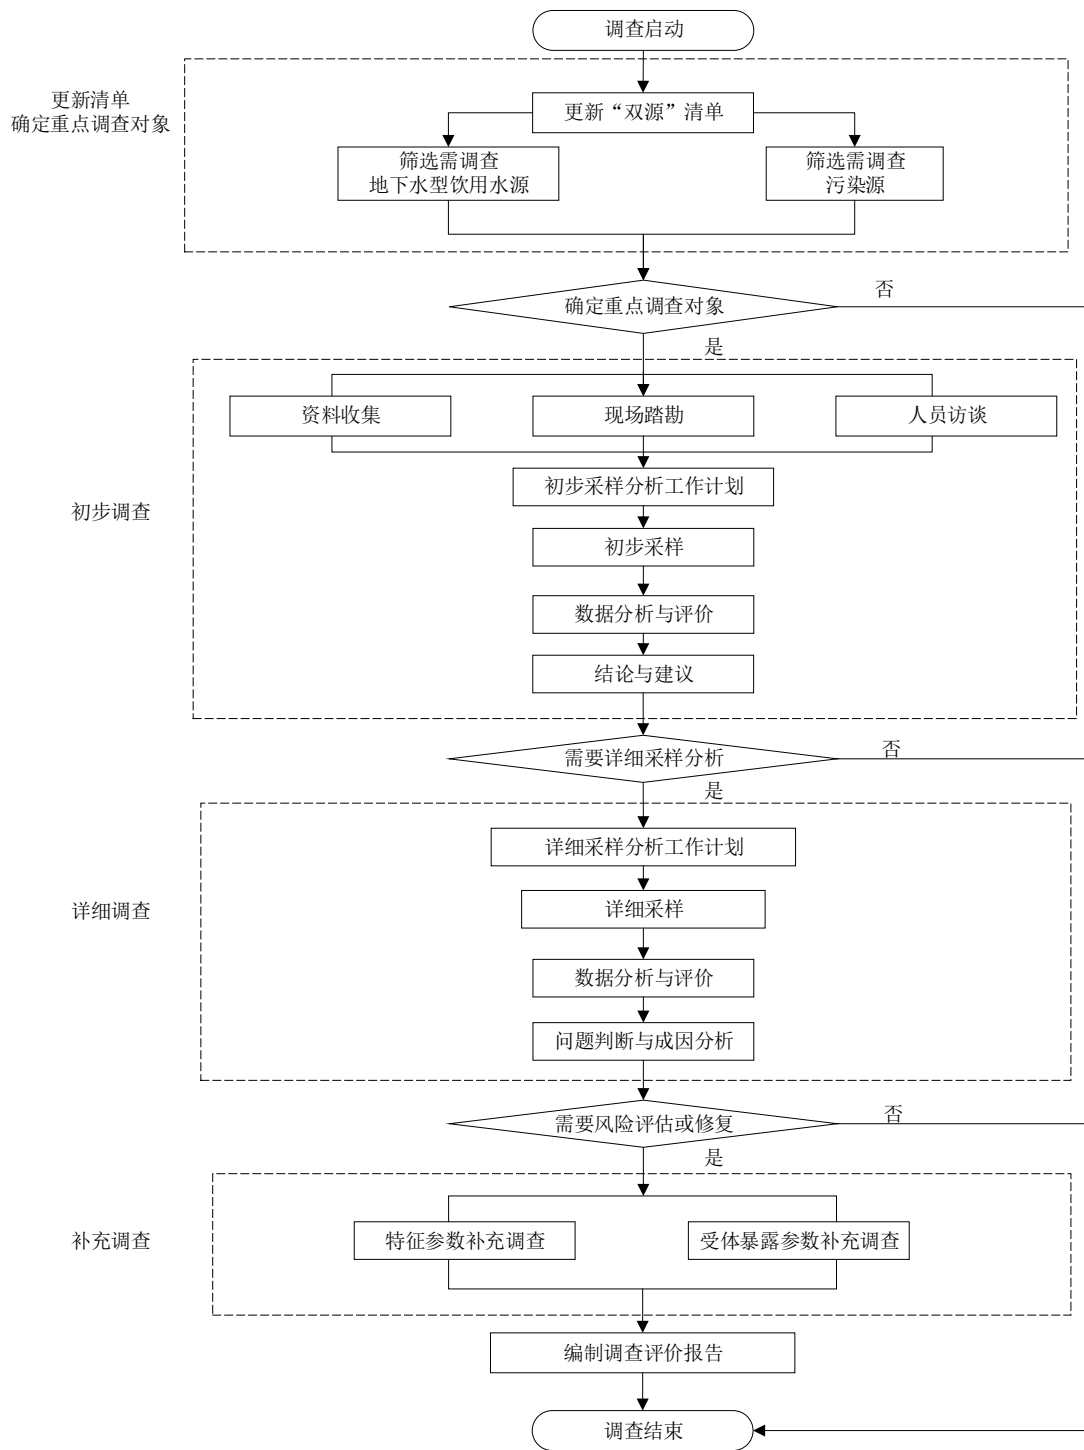 调查启动
更新清单
确定重点调查对象
更新“双源”清单
筛选需调查
地下水型饮用水源
筛选需调查
污染源
确定重点调查对象
否
是
资料收集
现场踏勘
人员访谈
初步采样分析工作计划
初步调查
初步采样
数据分析与评价
结论与建议
需要详细采样分析
否
是
详细采样分析工作计划
详细调查
详细采样
数据分析与评价
问题判断与成因分析
需要风险评估或修复
否
是
补充调查
特征参数补充调查
受体暴露参数补充调查
编制调查评价报告
调查结束